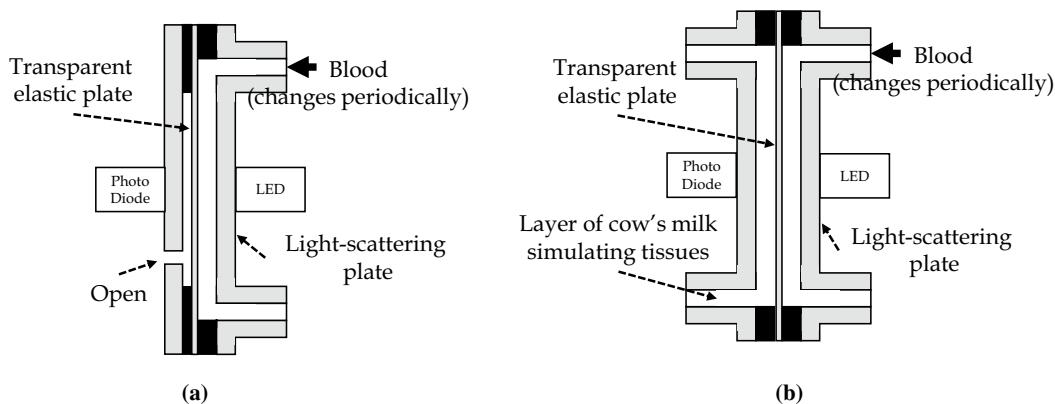 Transparent
elastic plate
Blood
(changes periodically)
Photo
Diode
LED
Light-scattering
plate
Open
(a)
Transparent
elastic plate
Blood
(changes periodically)
Photo
Diode
LED
Layer of cow's milk
simulating tissues
Light-scattering
plate
(b)